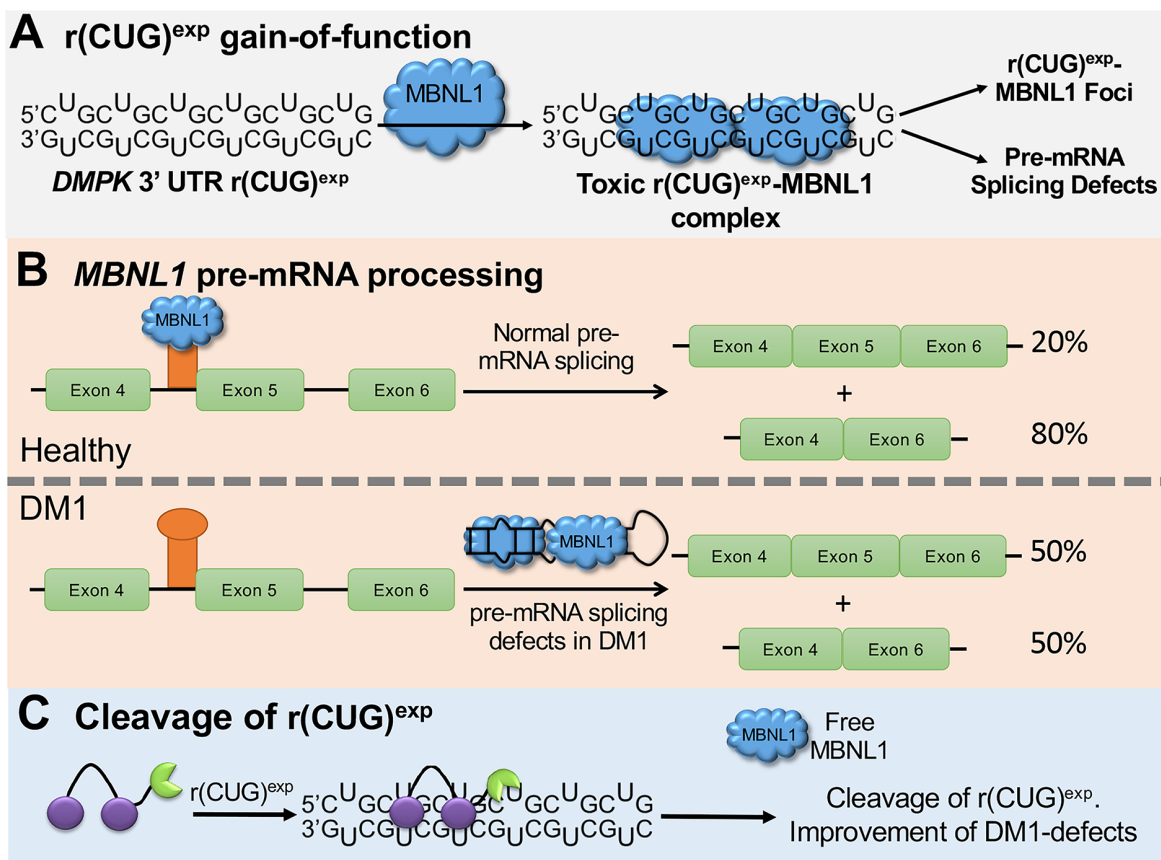 A r(CUG)exp gain-of-function
MBNL1
5'CUGCUGCUGCUGCUG
3'GUCGUCGUCGUCGUC
DMPK 3' UTR r(CUG)exp
5'CUGCUGCUGCUGCUG
3'GUCGUCGUCGUCGUC
Toxic r(CUG)exp-MBNL1
complex
r(CUG)exp-
MBNL1 Foci
Pre-mRNA
Splicing Defects
B MBNL1 pre-mRNA processing
MBNL1
Exon 4 Exon 5 Exon 6
Healthy
Normal pre-
mRNA splicing
Exon 4 Exon 5 Exon 6 20%
+
Exon 4 Exon 6 80%
DM1
Exon 4 Exon 5 Exon 6
MBNL1
pre-mRNA splicing
defects in DM1
Exon 4 Exon 5 Exon 6 50%
+
Exon 4 Exon 6 50%
C Cleavage of r(CUG)exp
r(CUG)exp
5'CUGCUGCUGCUGCUG
3'GUCGUCGUCGUCGUC
MBNL1
Free
MBNL1
Cleavage of r(CUG)exp.
Improvement of DM1-defects